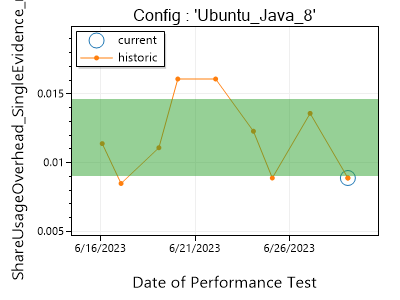 Config : 'Ubuntu_Java_8'
current
historic
ShareUsageOverhead_SingleEvidence_
0.015
0.01
0.005
6/16/2023
6/21/2023
6/26/2023
Date of Performance Test